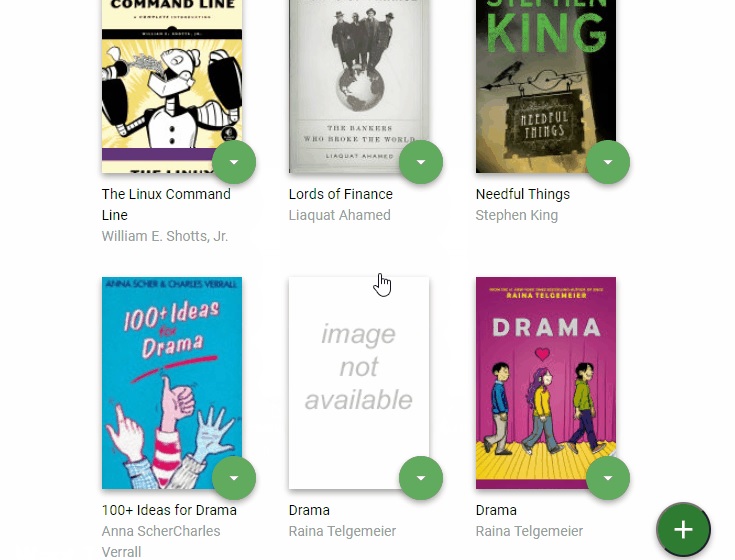 COMMAND LINE
A COMPLETE INTRODUCTION
WILLIAM E. SHOTTS, JR.
THE LINUX
THE BANKERS
WHO BROKE THE WORLD
LIAQUAT AHAMED
STEPHEN
KING
NEEDFUL
THINGS
The Linux Command
Line
William E. Shotts, Jr.
Lords of Finance
Liaquat Ahamed
Needful Things
Stephen King
ANNA SCHER & CHARLES VERRALL
100+ Ideas
for
Drama
image
not
available
RAINA TELGEMEIER
DRAMA
100+ Ideas for Drama
Anna ScherCharles
Verrall
Drama
Raina Telgemeier
Drama
Raina Telgemeier